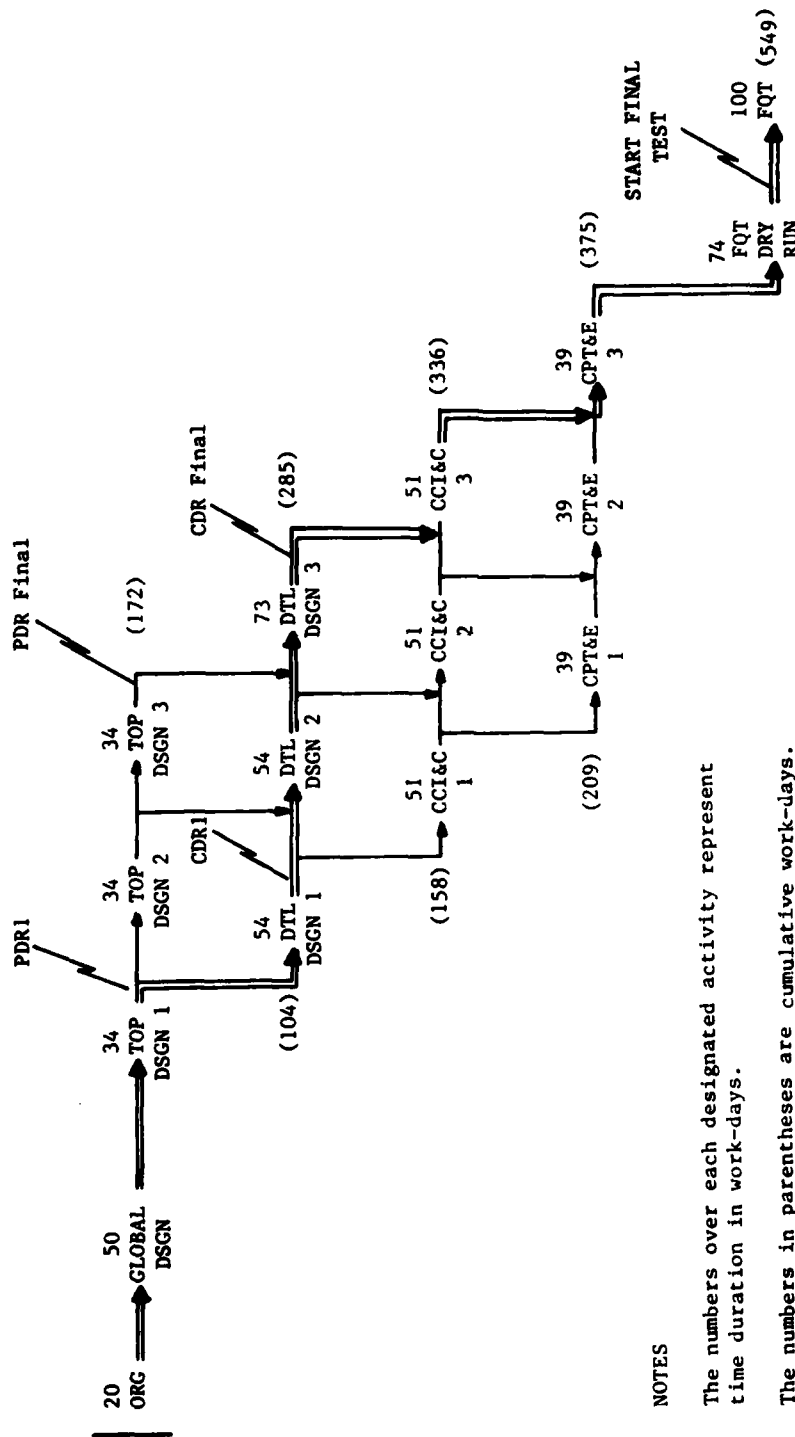 PDR1
PDR Final
20
ORG
50
GLOBAL
DSGN
34
TOP
DSGN 1
34
TOP
DSGN 2
34
TOP
DSGN 3
(172)
CDR1
CDR Final
(104)
54
DTL
DSGN 1
54
DTL
DSGN 2
73
DTL
DSGN 3
(285)
(158)
51
CCI&C
1
51
CCI&C
2
51
CCI&C
3
(336)
(209)
39
CPT&E
1
39
CPT&E
2
39
CPT&E
3
(375)
START FINAL
TEST
74
FQT
DRY
RUN
100
FQT (549)
NOTES
The numbers over each designated activity represent
time duration in work-days.
The numbers in parentheses are cumulative work-days.